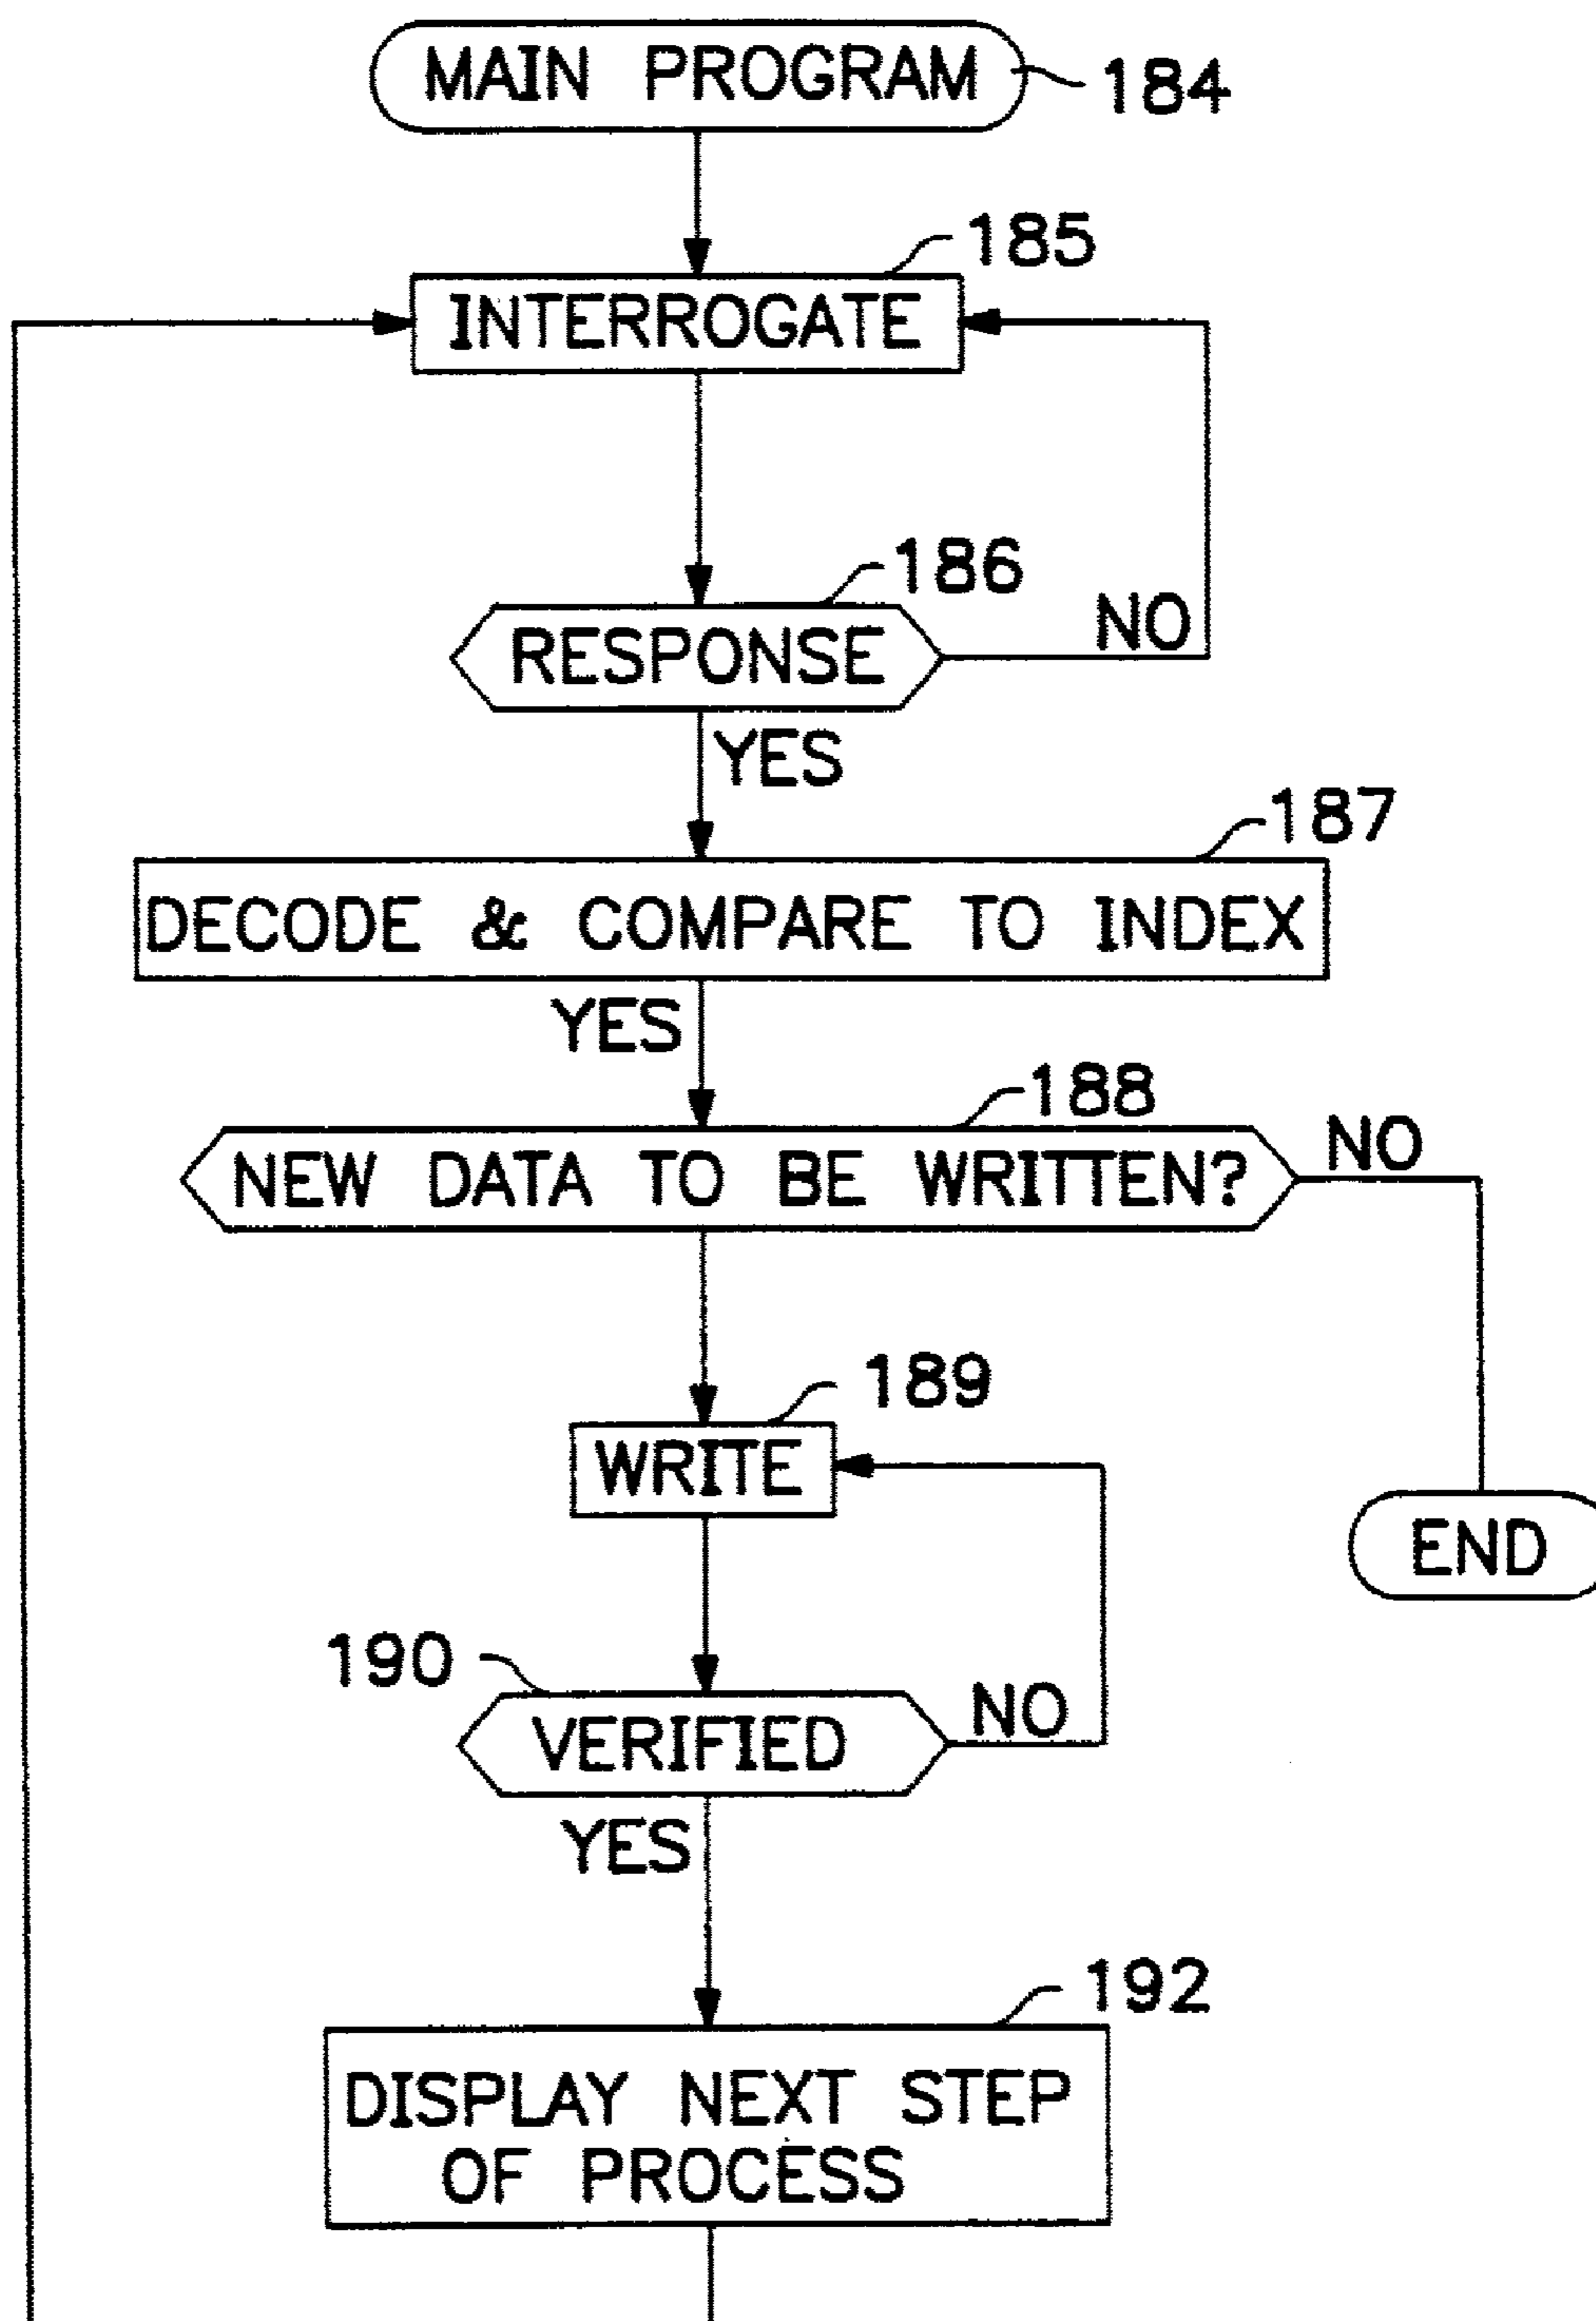 MAIN PROGRAM
184
185
INTERROGATE
186
RESPONSE
NO
YES
187
DECODE & COMPARE TO INDEX
YES
188
NEW DATA TO BE WRITTEN?
NO
189
WRITE
END
190
VERIFIED
NO
YES
192
DISPLAY NEXT STEP
OF PROCESS